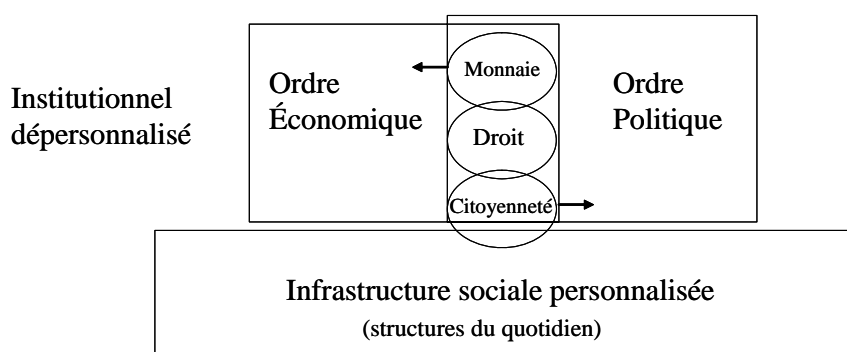 Institutionnel
dépersonnalisé
Ordre
Économique
Monnaie
Droit
Citoyenneté
Ordre
Politique
Infrastructure sociale personnalisée
(structures du quotidien)